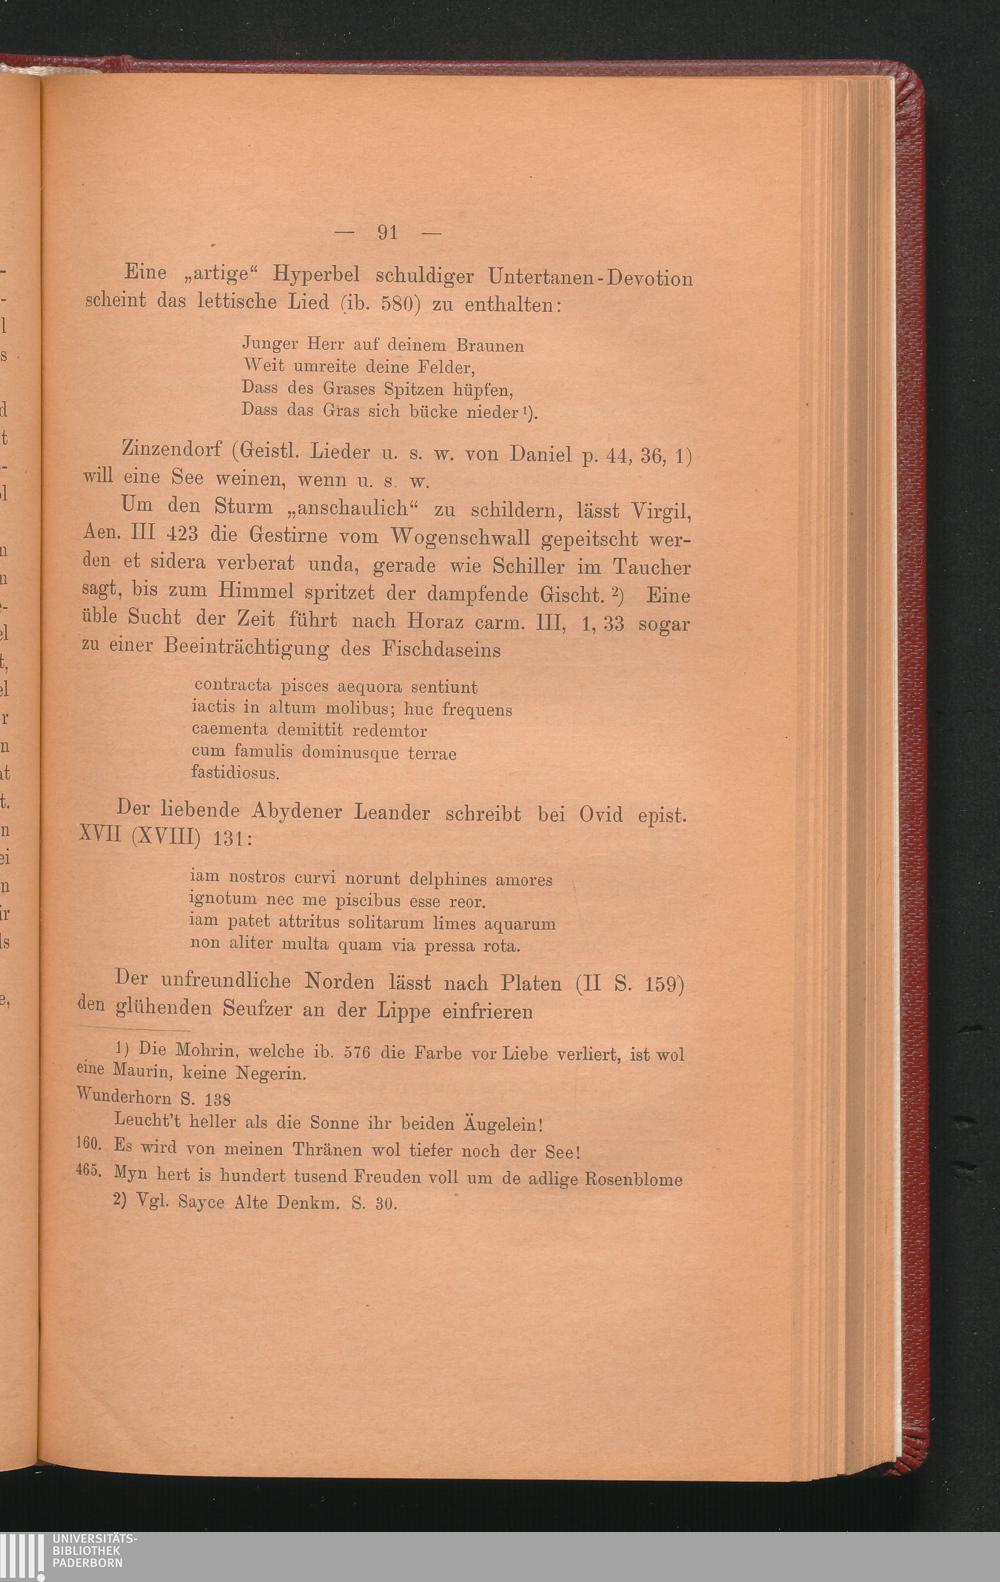 — 91 —
Eine „artige“ Hyperbel schuldiger Untertanen-Devotion
scheint das lettische Lied (ib. 580) zu enthalten:
Junger Herr auf deinem Braunen
Weit umreite deine Felder,
Dass des Grases Spitzen hüpfen,
Dass das Gras sich bücke nieder ¹).
Zinzendorf (Geistl. Lieder u. s. w. von Daniel p. 44, 36, 1)
will eine See weinen, wenn u. s. w.
Um den Sturm „anschaulich“ zu schildern, lässt Virgil,
Aen. III 423 die Gestirne vom Wogenschwall gepeitscht wer-
den et sidera verberat unda, gerade wie Schiller im Taucher
sagt, bis zum Himmel spritzet der dampfende Gischt. ²) Eine
üble Sucht der Zeit führt nach Horaz carm. III, 1, 33 sogar
zu einer Beeinträchtigung des Fischdaseins
contracta pisces aequora sentiunt
iactis in altum molibus; huc frequens
caementa demittit redemtor
cum famulis dominusque terrae
fastidiosus.
Der liebende Abydener Leander schreibt bei Ovid epist.
XVII (XVIII) 131:
iam nostros curvi norunt delphines amores
ignotum nec me piscibus esse reor.
iam patet attritus solitarum limes aquarum
non aliter multa quam via pressa rota.
Der unfreundliche Norden lässt nach Platen (II S. 159)
den glühenden Seufzer an der Lippe einfrieren
1) Die Mohrin, welche ib. 576 die Farbe vor Liebe verliert, ist wol
eine Maurin, keine Negerin.
Wunderhorn S. 138
Leucht't heller als die Sonne ihr beiden Äugelein!
160. Es wird von meinen Thränen wol tiefer noch der See!
465. Myn hert is hundert tusend Freuden voll um de adlige Rosenblome
2) Vgl. Sayce Alte Denkm. S. 30.
UNIVERSITÄTS-
BIBLIOTHEK
PADERBORN